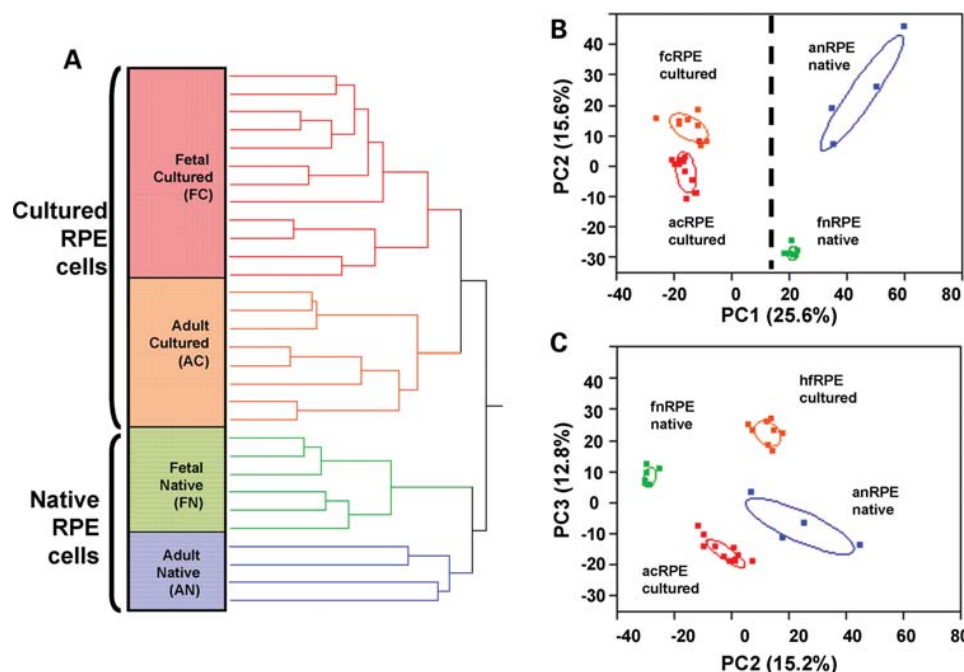 A
Cultured
RPE
cells
Fetal
Cultured
(FC)
Adult
Cultured
(AC)
Native
RPE
cells
Fetal
Native
(FN)
Adult
Native
(AN)
B
fcRPE
cultured
anRPE
native
acRPE
cultured
fnRPE
native
PC2 (15.6%)
40
30
20
10
0
-10
-20
-30
-40
-20
0
20
40
60
80
PC1 (25.6%)
C
fnRPE
native
hfRPE
cultured
anRPE
native
acRPE
cultured
PC3 (12.8%)
40
30
20
10
0
-10
-20
-30
-40
-20
0
20
40
60
80
PC2 (15.2%)